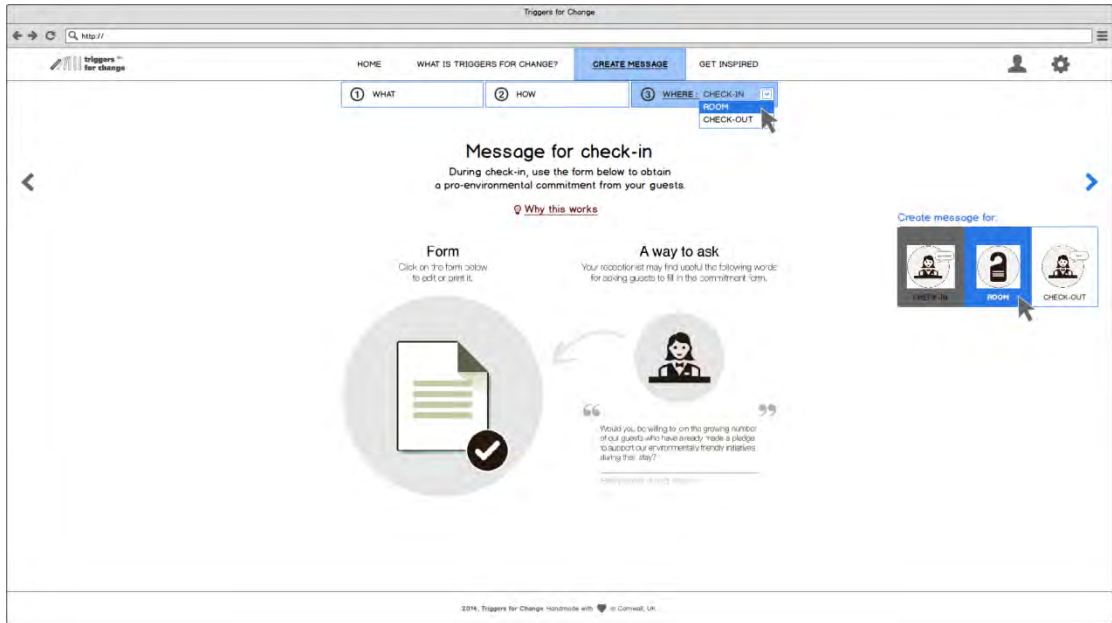 Triggers for Change
http://
triggers
for change
HOME
WHAT IS TRIGGERS FOR CHANGE?
CREATE MESSAGE
GET INSPIRED
1 WHAT
2 HOW
3 WHERE: CHECK-IN
ROOM
CHECK-OUT
Message for check-in
During check-in, use the form below to obtain
a pro-environmental commitment from your guests.
Why this works
Create message for:
CHECK-IN
ROOM
CHECK-OUT
Form
Click on the form below
to edit or print it.
A way to ask
Your receptionist may find useful the following words
for asking guests to fill in the commitment form.
“ ”
Would you be willing to join the growing number
of our guests who have already made a pledge
to support our environmentally friendly initiatives
during their stay?
2014, Triggers for Change. Handmade with in Cornwall, UK.